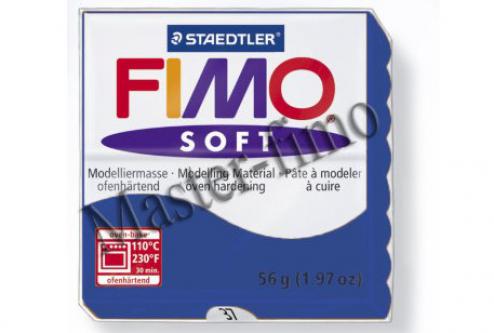 STAEDTLER
FIMO
SOFT
Modelliermasse · Modelling Material · Pâte à modeler
ofenhärtend oven hardening à cuire
Master-fimo
oven-bake
110°C
230°F
30 min.
ofenhärtend
56 g (1.97 oz)
37